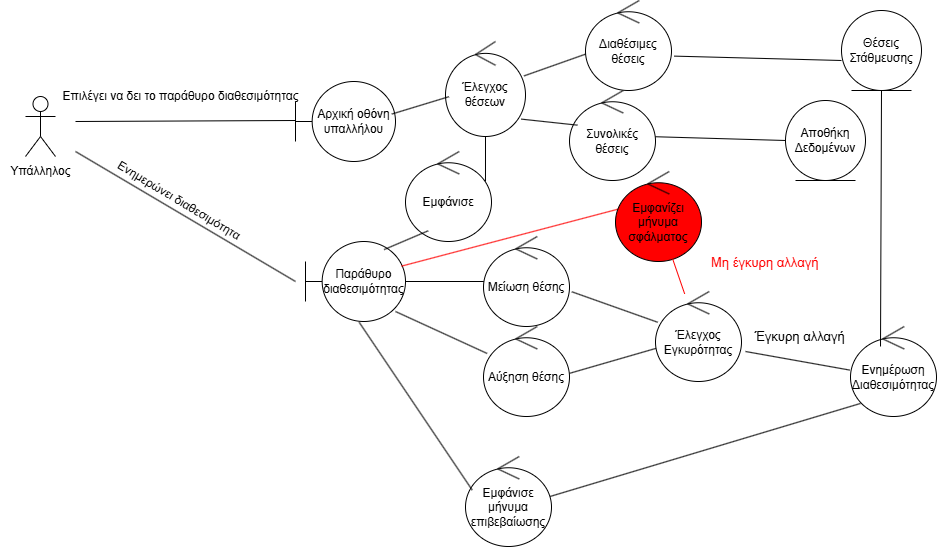 Διαθέσιμες
θέσεις
Θέσεις
Στάθμευσης
Επιλέγει να δει το παράθυρο διαθεσιμότητας
Έλεγχος
θέσεων
Αρχική οθόνη
υπαλλήλου
Συνολικές
θέσεις
Αποθήκη
Δεδομένων
Υπάλληλος
Ενημερώνει διαθεσιμότητα
Εμφάνισε
Εμφανίζει
μήνυμα
σφάλματος
Μη έγκυρη αλλαγή
Παράθυρο
διαθεσιμότητας
Μείωση θέσης
Έλεγχος
Εγκυρότητας
Έγκυρη αλλαγή
Αύξηση θέσης
Ενημέρωση
Διαθεσιμότητας
Εμφάνισε
μήνυμα
επιβεβαίωσης